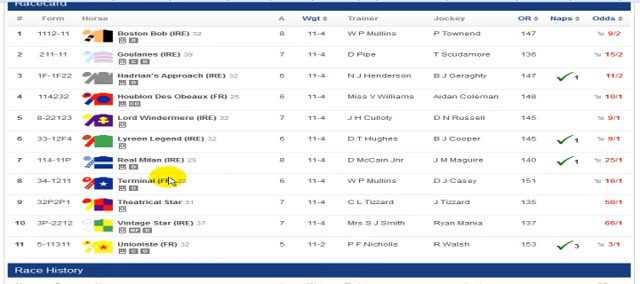 Racecard
# Form Horse A Wgt Trainer Jockey OR Naps Odds
1 1112-11 Boston Bob (IRE) 32 8 11-4 W P Mullins P Townend 147 9/2
2 211-11 Goulanes (IRE) 39 7 11-4 D Pipe T Scudamore 136 15/2
3 1F-1F22 Hadrian's Approach (IRE) 32 6 11-4 N J Henderson B J Geraghty 147 1 11/2
4 114232 Houblon Des Obeaux (FR) 25 6 11-4 Miss V Williams Aidan Coleman 148 10/1
5 8-22123 Lord Windermere (IRE) 32 7 11-4 J H Culloty D N Russell 145 9/1
6 33-12F4 Lyreen Legend (IRE) 32 6 11-4 D T Hughes B J Cooper 145 1 9/1
7 114-11P Real Milan (IRE) 25 8 11-4 D McCain Jnr J M Maguire 140 1 25/1
8 34-1211 Terminal 6 11-4 W P Mullins D J Casey 151 16/1
9 32P2P1 Theatrical Star 31 7 11-4 C L Tizzard J Tizzard 135 50/1
10 3P-2212 Vintage Star (IRE) 37 7 11-4 Mrs S J Smith Ryan Mania 137 66/1
11 5-11311 Unioniste (FR) 32 5 11-2 P F Nicholls R Walsh 153 3 3/1
Race History